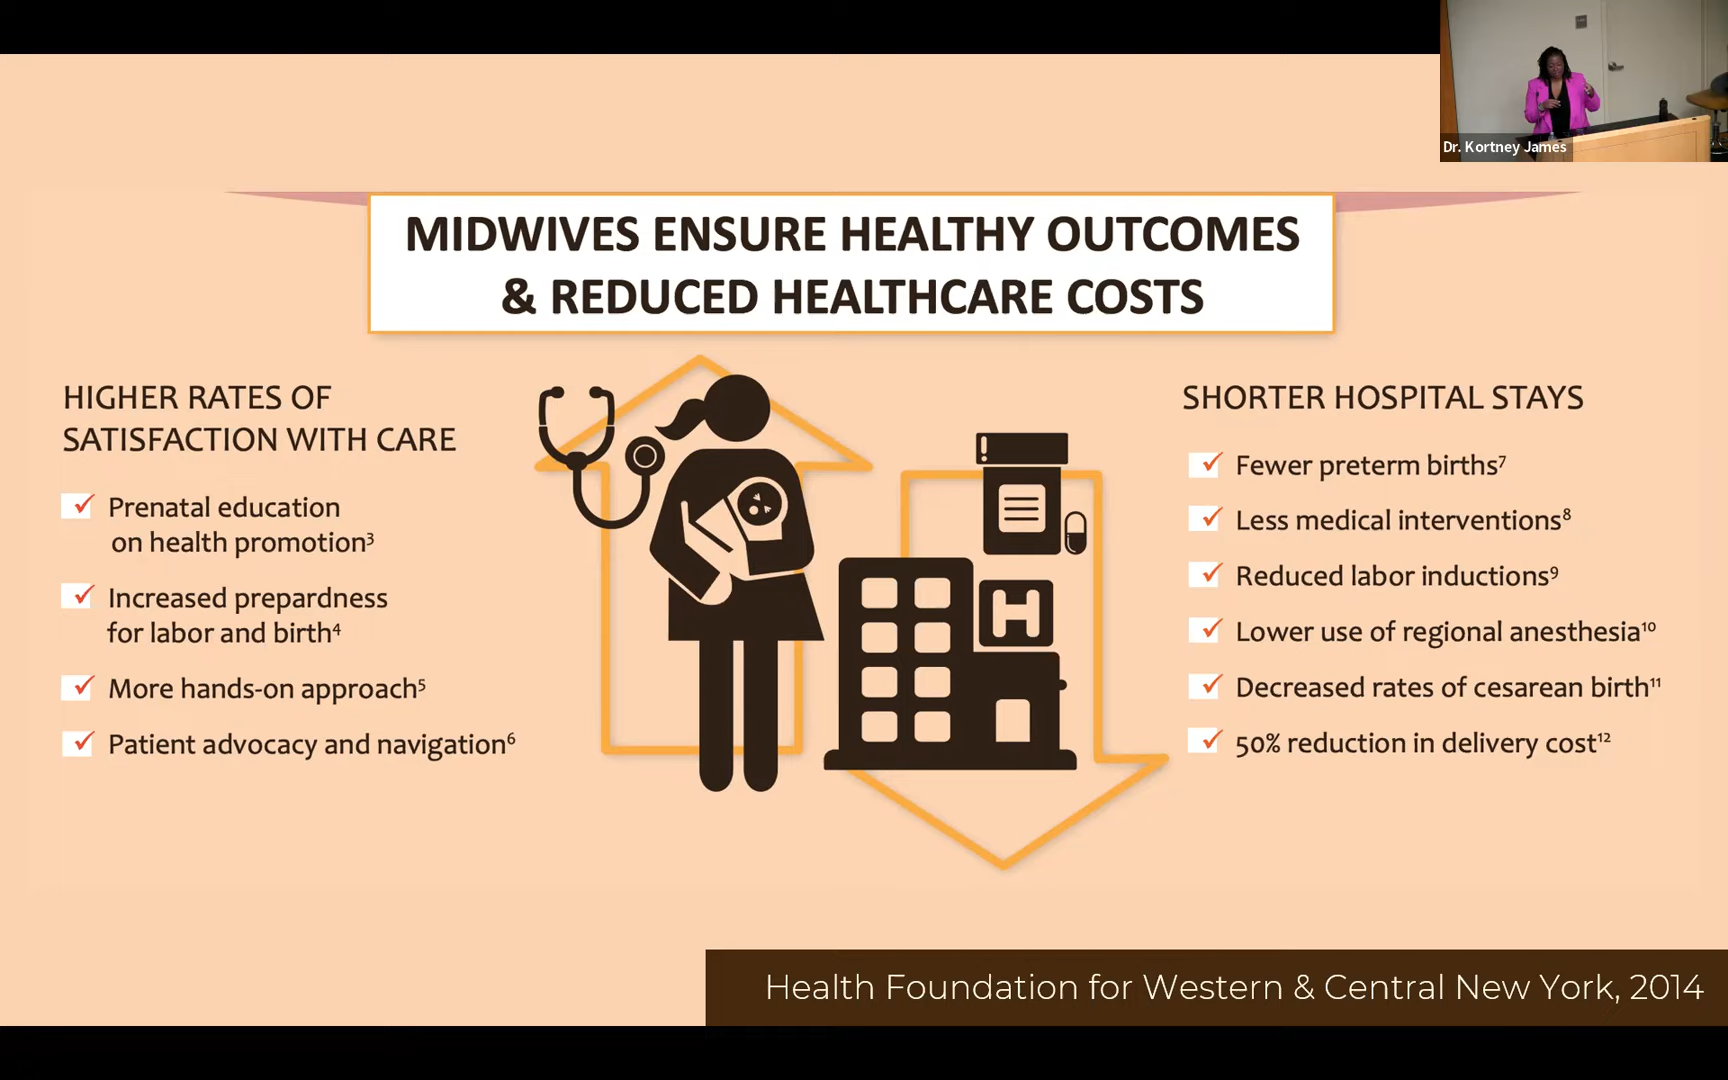 Dr. Kortney James
MIDWIVES ENSURE HEALTHY OUTCOMES
& REDUCED HEALTHCARE COSTS
HIGHER RATES OF
SATISFACTION WITH CARE
Prenatal education
on health promotion³
Increased prepardness
for labor and birth⁴
More hands-on approach⁵
Patient advocacy and navigation⁶
H
SHORTER HOSPITAL STAYS
Fewer preterm births⁷
Less medical interventions⁸
Reduced labor inductions⁹
Lower use of regional anesthesia¹⁰
Decreased rates of cesarean birth¹¹
50% reduction in delivery cost¹²
Health Foundation for Western & Central New York, 2014